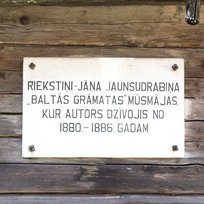 RIEKSTIŅI-JĀŅA JAUNSUDRABIŅA
„BALTĀS GRĀMATAS” MŪSMĀJAS,
KUR AUTORS DZĪVOJIS NO
1880.-1886. GADAM